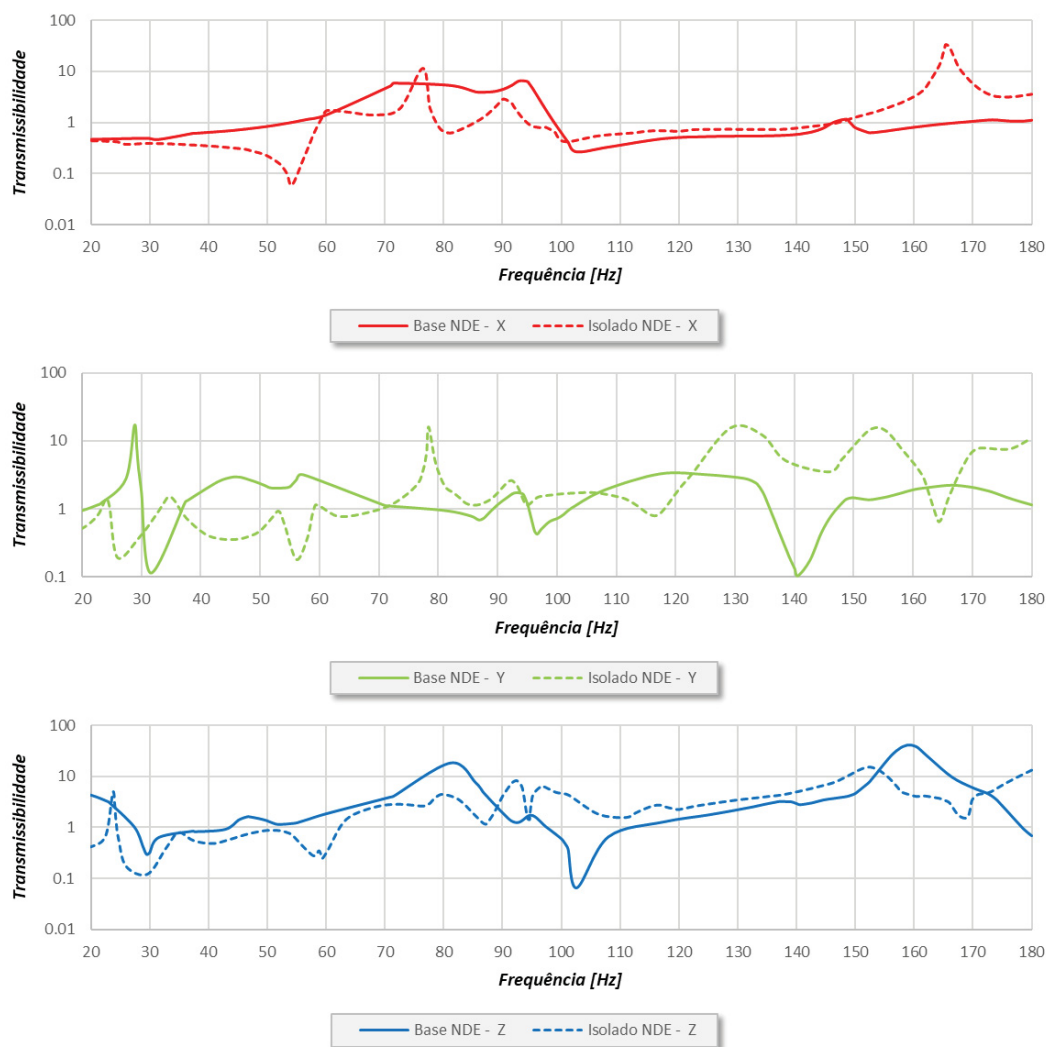 Transmissibilidade
100
10
1
0.1
0.01
20 30 40 50 60 70 80 90 100 110 120 130 140 150 160 170 180
Frequência [Hz]
Base NDE - X Isolado NDE - X
Transmissibilidade
100
10
1
0.1
20 30 40 50 60 70 80 90 100 110 120 130 140 150 160 170 180
Frequência [Hz]
Base NDE - Y Isolado NDE - Y
Transmissibilidade
100
10
1
0.1
0.01
20 30 40 50 60 70 80 90 100 110 120 130 140 150 160 170 180
Frequência [Hz]
Base NDE - Z Isolado NDE - Z